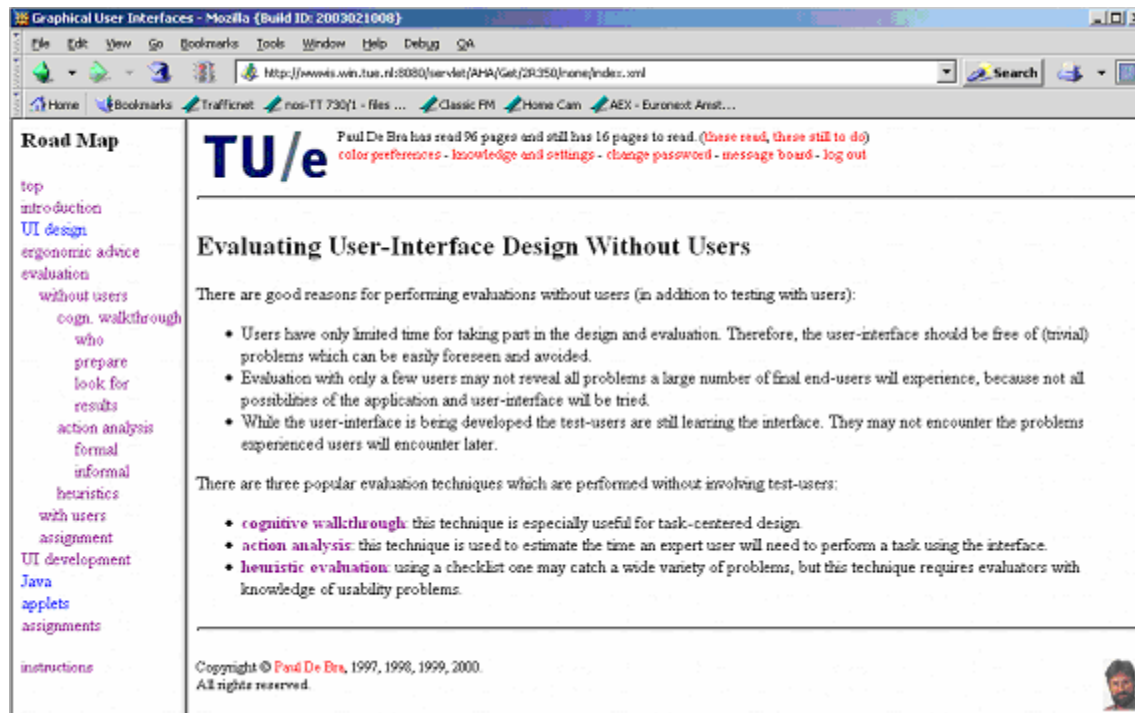 Graphical User Interfaces - Mozilla {Build ID: 2003021008}
File Edit View Go Bookmarks Tools Window Help Debug QA
http://wwwis.win.tue.nl:8080/servlet/AHA/Get/2R350/none/index.xml Search
Home Bookmarks Trafficnet nos-TT 730/1 - files ... Classic FM Home Cam AEX - Euronext Amst...
Road Map
top
introduction
UI design
ergonomic advice
evaluation
without users
cogn. walkthrough
who
prepare
look for
results
action analysis
formal
informal
heuristics
with users
assignment
UI development
Java
applets
assignments
instructions
TU/e
Paul De Bra has read 96 pages and still has 16 pages to read. (these read, these still to do)
color preferences - knowledge and settings - change password - message board - log out
Evaluating User-Interface Design Without Users
There are good reasons for performing evaluations without users (in addition to testing with users):
• Users have only limited time for taking part in the design and evaluation. Therefore, the user-interface should be free of (trivial)
problems which can be easily foreseen and avoided.
• Evaluation with only a few users may not reveal all problems a large number of final end-users will experience, because not all
possibilities of the application and user-interface will be tried.
• While the user-interface is being developed the test-users are still learning the interface. They may not encounter the problems
experienced users will encounter later.
There are three popular evaluation techniques which are performed without involving test-users:
• cognitive walkthrough: this technique is especially useful for task-centered design.
• action analysis: this technique is used to estimate the time an expert user will need to perform a task using the interface.
• heuristic evaluation: using a checklist one may catch a wide variety of problems, but this technique requires evaluators with
knowledge of usability problems.
Copyright © Paul De Bra, 1997, 1998, 1999, 2000.
All rights reserved.